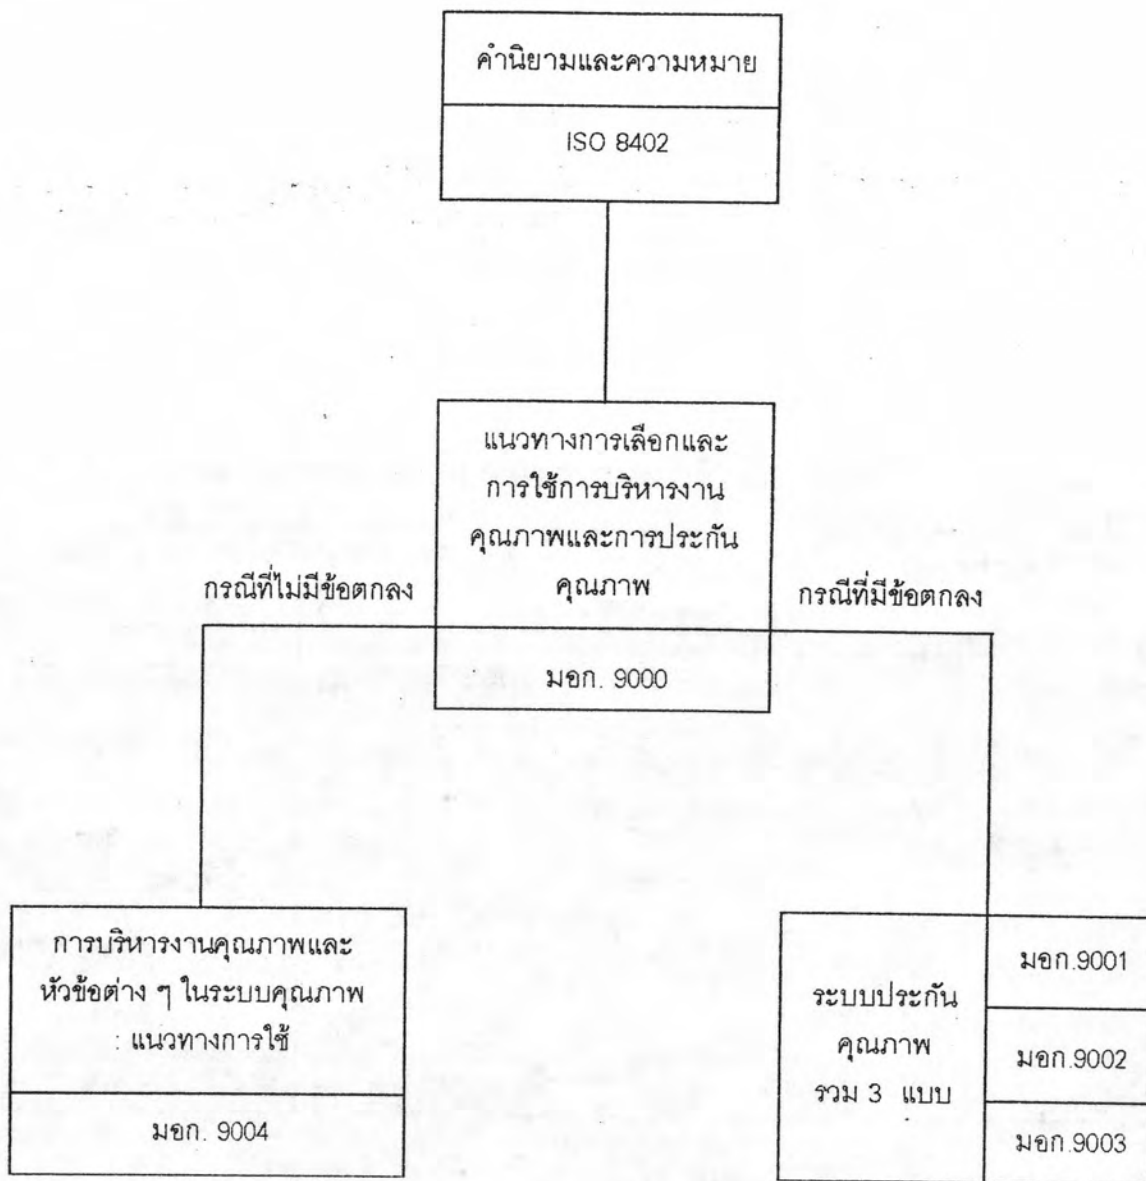 คำนิยามและความหมาย
ISO 8402
แนวทางการเลือกและ
การใช้การบริหารงาน
คุณภาพและการประกัน
คุณภาพ
กรณีที่ไม่มีข้อตกลง
กรณีที่มีข้อตกลง
มอก. 9000
การบริหารงานคุณภาพและ
หัวข้อต่าง ๆ ในระบบคุณภาพ
: แนวทางการใช้
มอก. 9004
ระบบประกัน
คุณภาพ
รวม 3 แบบ
มอก.9001
มอก.9002
มอก.9003